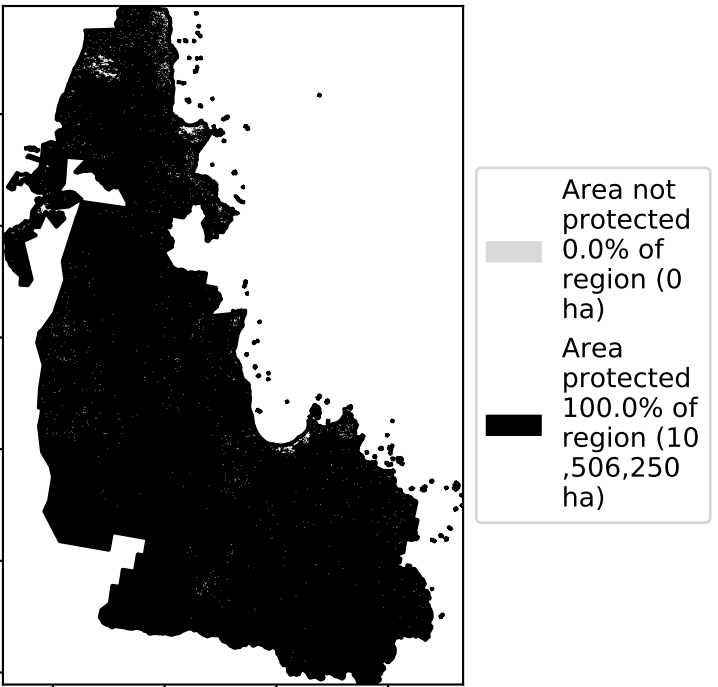 Area not
protected
0.0% of
region (0
ha)
Area
protected
100.0% of
region (10
,506,250
ha)